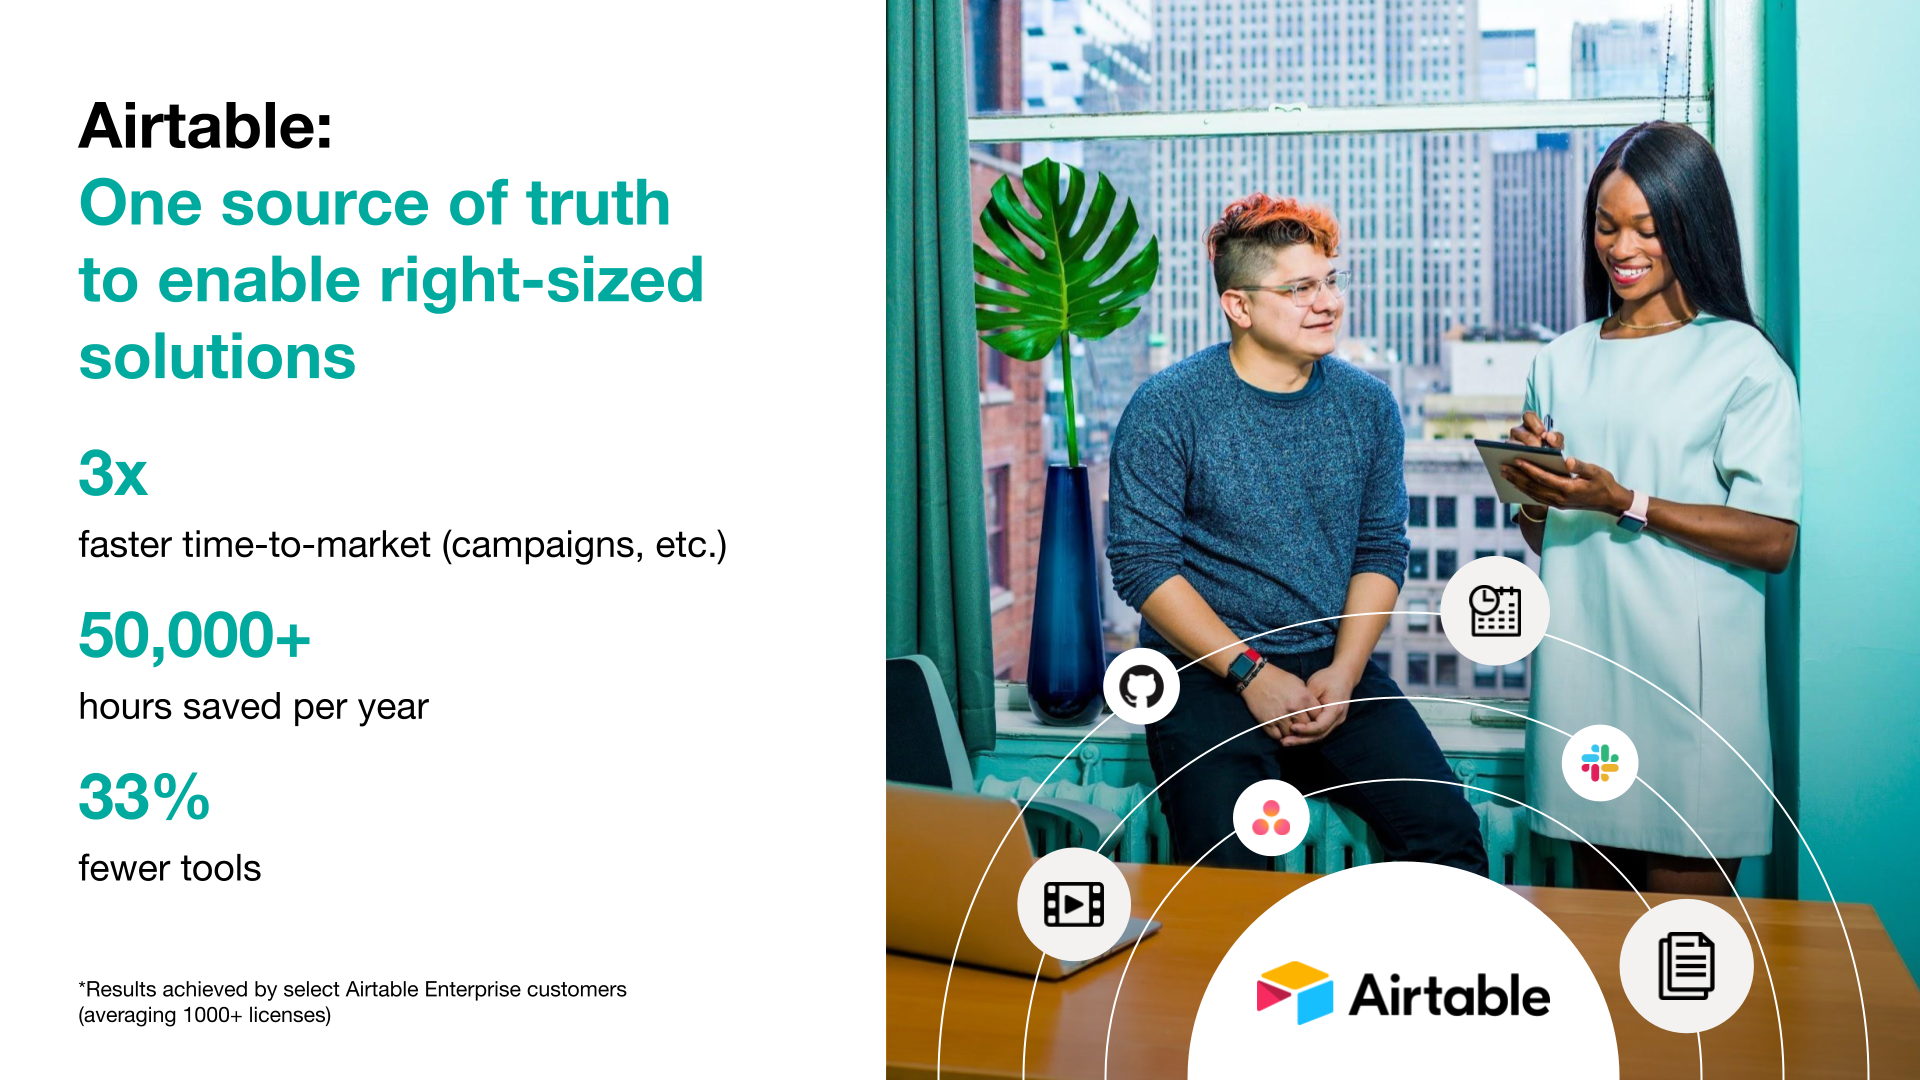 Airtable:
One source of truth
to enable right-sized
solutions
3x
faster time-to-market (campaigns, etc.)
50,000+
hours saved per year
33%
fewer tools
*Results achieved by select Airtable Enterprise customers
(averaging 1000+ licenses)
Airtable